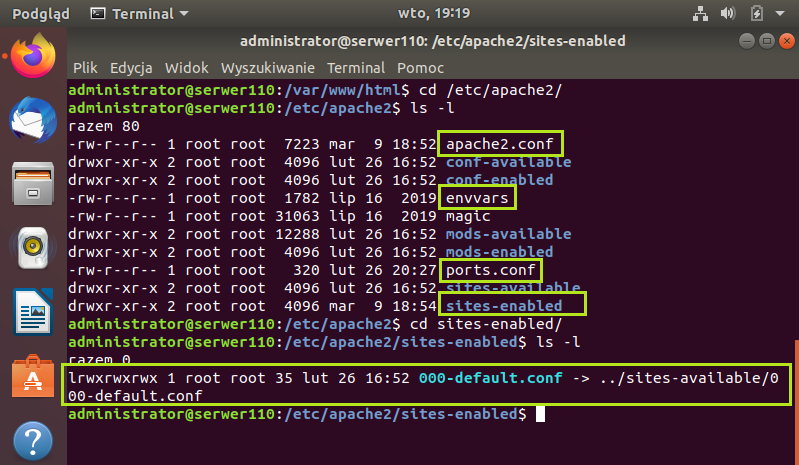 Podgląd Terminal wto, 19:19
administrator@serwer110: /etc/apache2/sites-enabled
Plik Edycja Widok Wyszukiwanie Terminal Pomoc
administrator@serwer110:/var/www/html$ cd /etc/apache2/
administrator@serwer110:/etc/apache2$ ls -l
razem 80
-rw-r--r-- 1 root root  7223 mar  9 18:52 apache2.conf
drwxr-xr-x 2 root root  4096 lut 26 16:52 conf-available
drwxr-xr-x 2 root root  4096 lut 26 16:52 conf-enabled
-rw-r--r-- 1 root root  1782 lip 16  2019 envvars
-rw-r--r-- 1 root root 31063 lip 16  2019 magic
drwxr-xr-x 2 root root 12288 lut 26 16:52 mods-available
drwxr-xr-x 2 root root  4096 lut 26 16:52 mods-enabled
-rw-r--r-- 1 root root   320 lut 26 20:27 ports.conf
drwxr-xr-x 2 root root  4096 lut 26 16:52 sites-available
drwxr-xr-x 2 root root  4096 mar  9 18:54 sites-enabled
administrator@serwer110:/etc/apache2$ cd sites-enabled/
administrator@serwer110:/etc/apache2/sites-enabled$ ls -l
razem 0
lrwxrwxrwx 1 root root 35 lut 26 16:52 000-default.conf -> ../sites-available/0
00-default.conf
administrator@serwer110:/etc/apache2/sites-enabled$